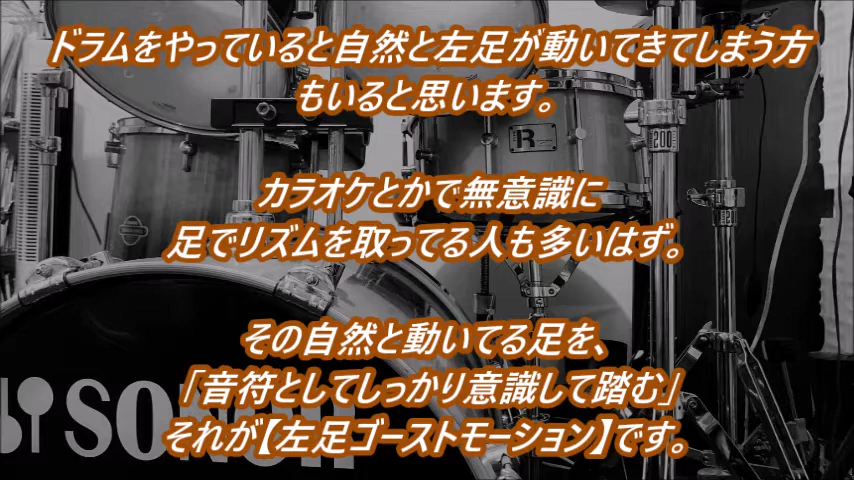 ドラムをやっていると自然と左足が動いてきてしまう方
もいると思います。
カラオケとかで無意識に
足でリズムを取ってる人も多いはず。
その自然と動いてる足を、
「音符としてしっかり意識して踏む」
それが【左足ゴーストモーション】です。
R
200
SONOR